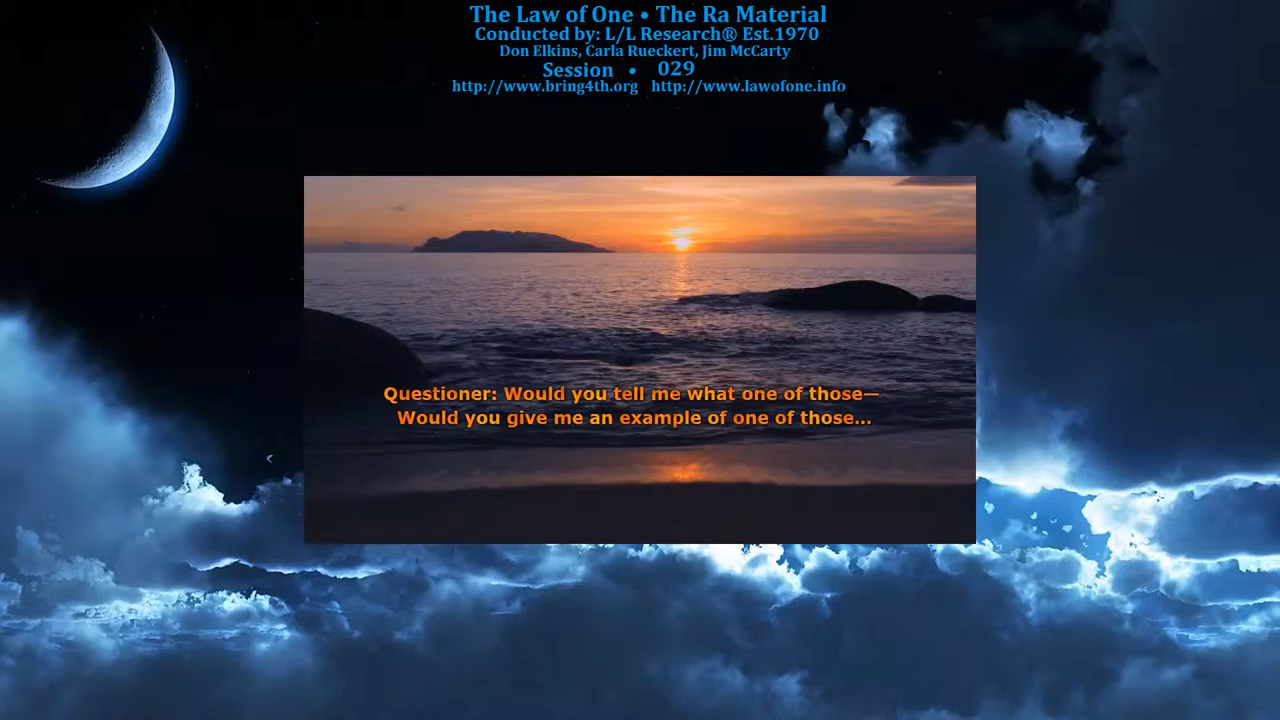 The Law of One • The Ra Material
Conducted by: L/L Research® Est.1970
Don Elkins, Carla Rueckert, Jim McCarty
Session • 029
http://www.bring4th.org http://www.lawofone.info
Questioner: Would you tell me what one of those—
Would you give me an example of one of those...